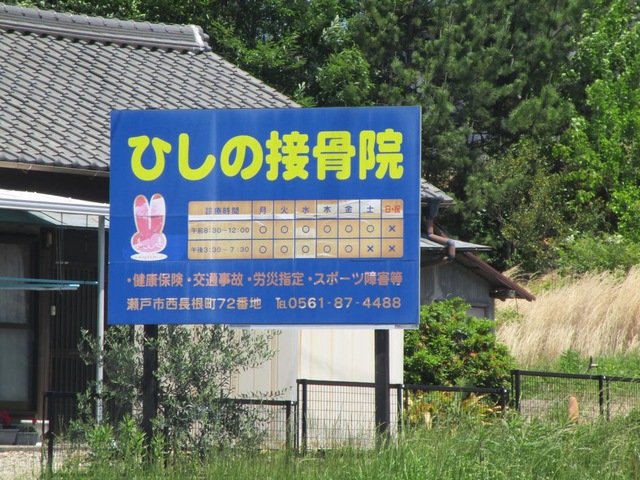 ひしの接骨院
診療時間 月 火 水 木 金 土 日・祝
午前8:30～12:00 ○ ○ ○ ○ ○ ○ ×
午後3:30～7:30 ○ ○ ○ ○ ○ × ×
・健康保険・交通事故・労災指定・スポーツ障害等
瀬戸市西長根町72番地 TEL0561-87-4488